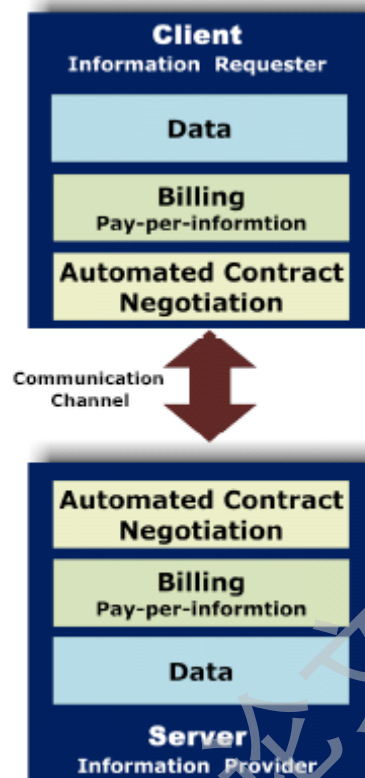 Client
Information Requester
Data
Billing
Pay-per-informtion
Automated Contract
Negotiation
Communication
Channel
Automated Contract
Negotiation
Billing
Pay-per-informtion
Data
Server
Information Provider